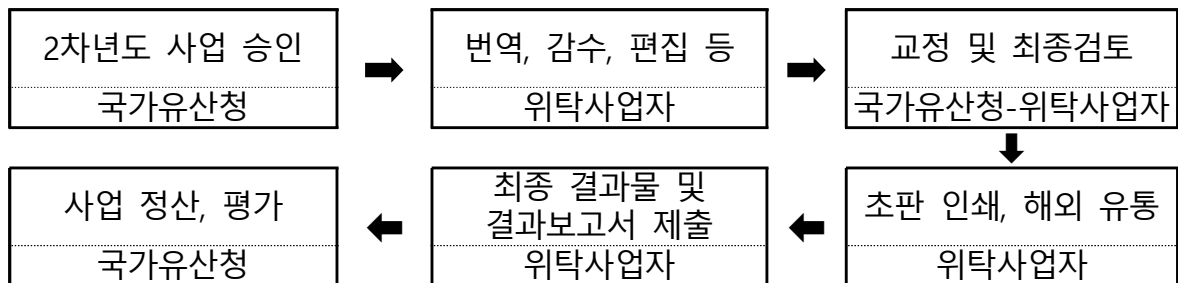 2차년도 사업 승인
국가유산청
번역, 감수, 편집 등
위탁사업자
교정 및 최종검토
국가유산청-위탁사업자
초판 인쇄, 해외 유통
위탁사업자
최종 결과물 및
결과보고서 제출
위탁사업자
사업 정산, 평가
국가유산청